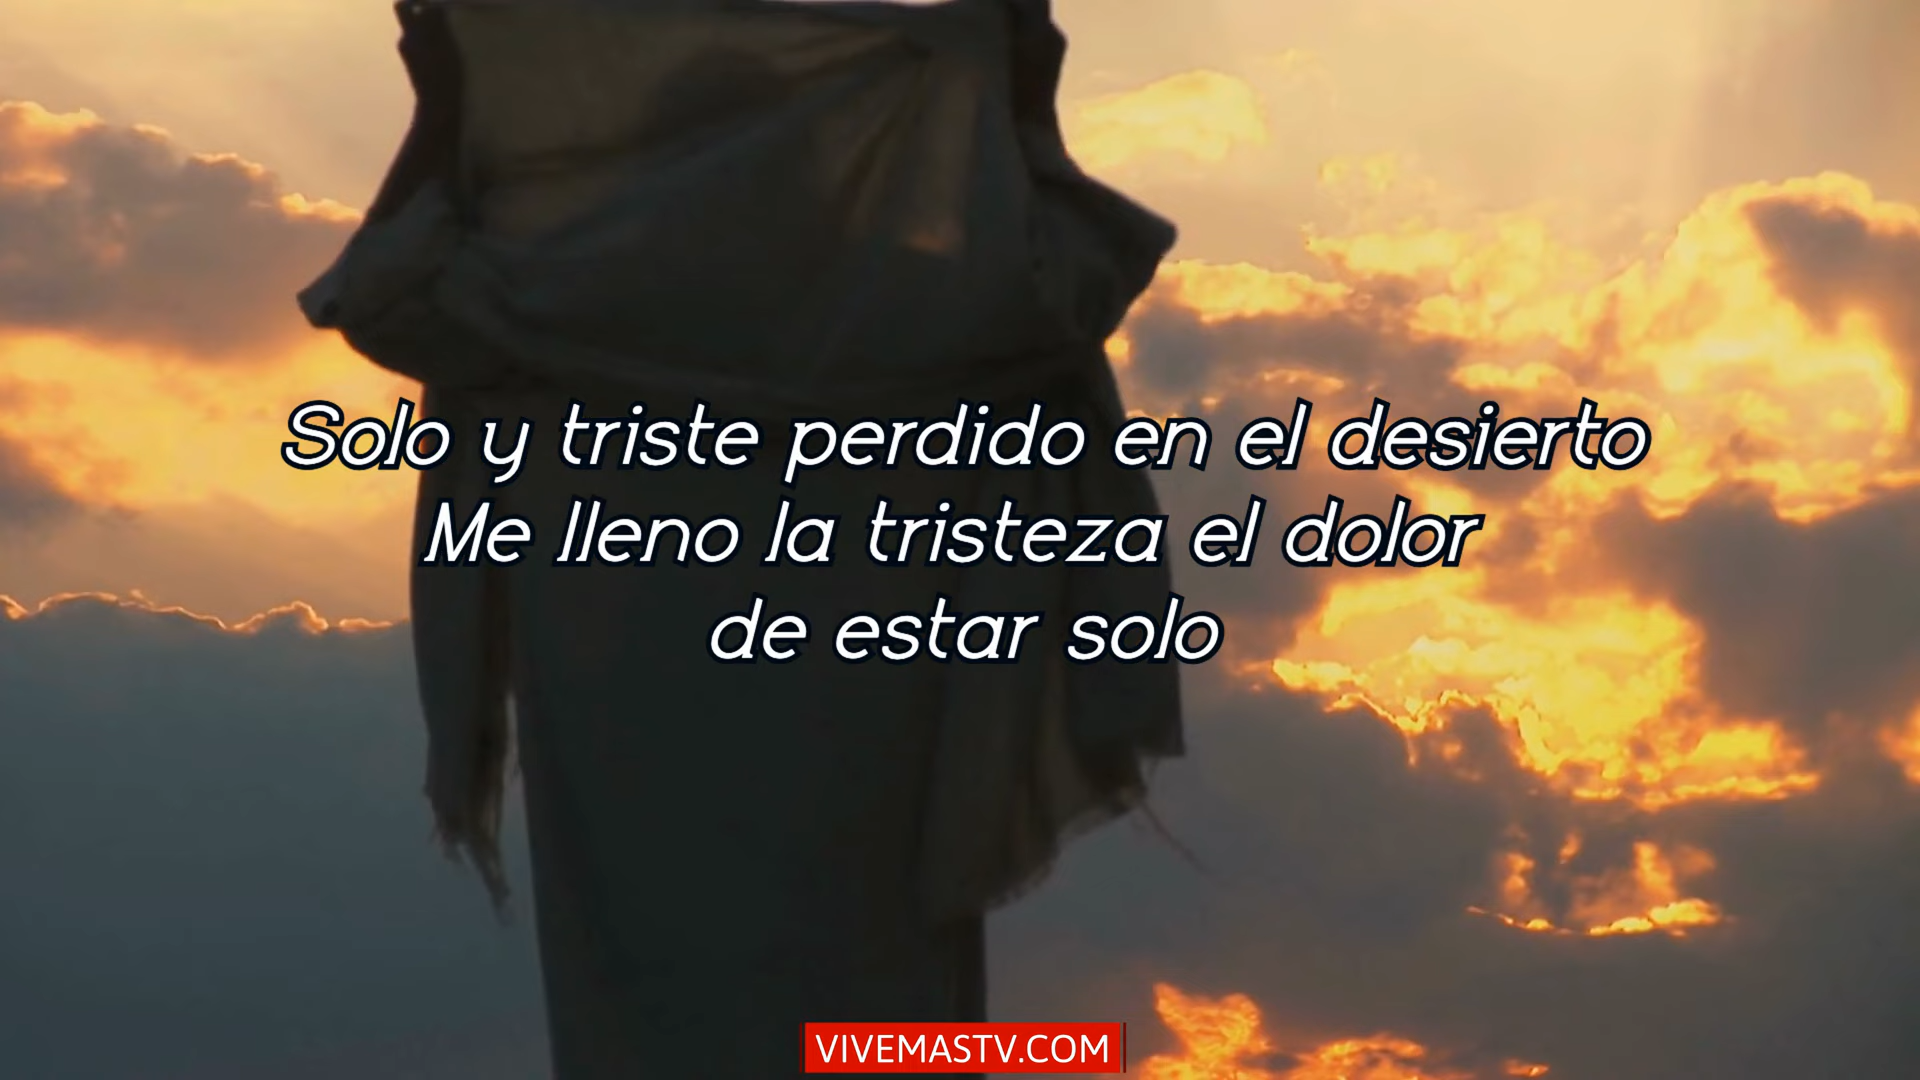 Solo y triste perdido en el desierto
Me lleno la tristeza el dolor
de estar solo
VIVEMASTV.COM